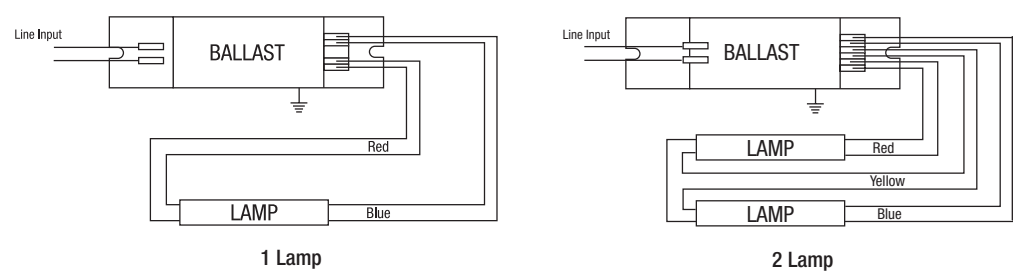 Line Input
BALLAST
Red
LAMP
Blue
1 Lamp
Line Input
BALLAST
LAMP
Red
Yellow
LAMP
Blue
2 Lamp